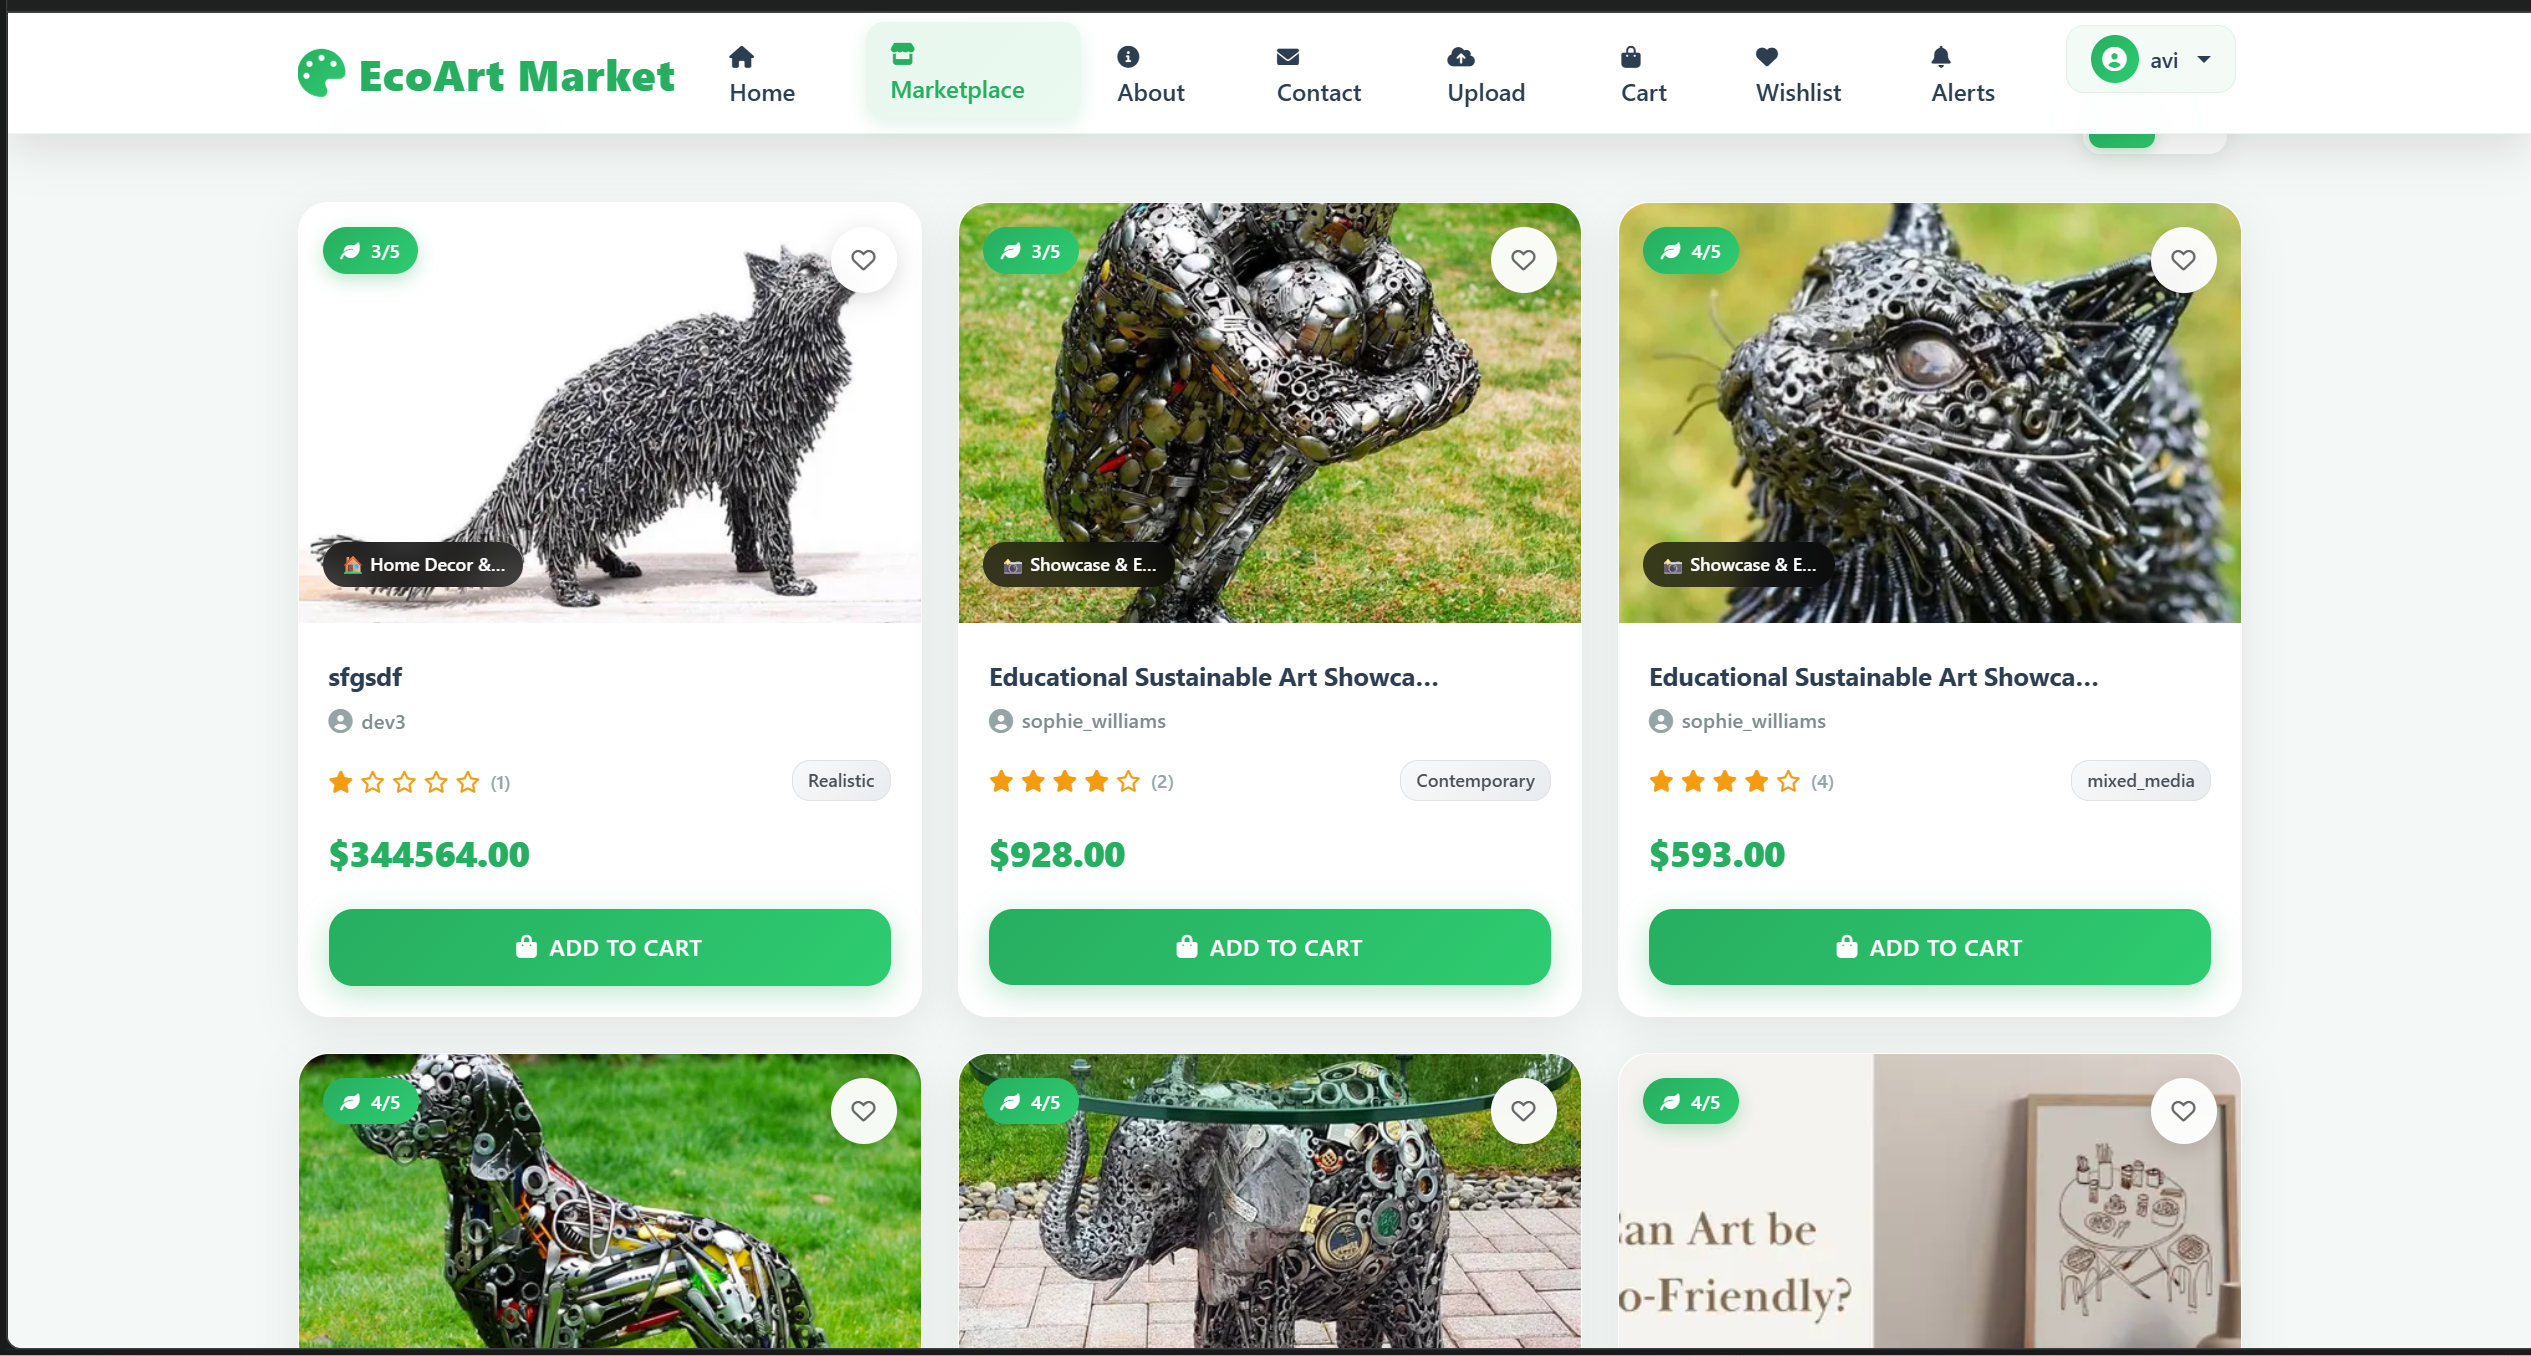 EcoArt Market
Home
Marketplace
About
Contact
Upload
Cart
Wishlist
Alerts
avi
3/5
3/5
4/5
Home Decor &...
Showcase & E...
Showcase & E...
sfgsdf
dev3
(1)
Realistic
$344564.00
ADD TO CART
Educational Sustainable Art Showca...
sophie_williams
(2)
Contemporary
$928.00
ADD TO CART
Educational Sustainable Art Showca...
sophie_williams
(4)
mixed_media
$593.00
ADD TO CART
4/5
4/5
4/5
an Art be
o-Friendly?